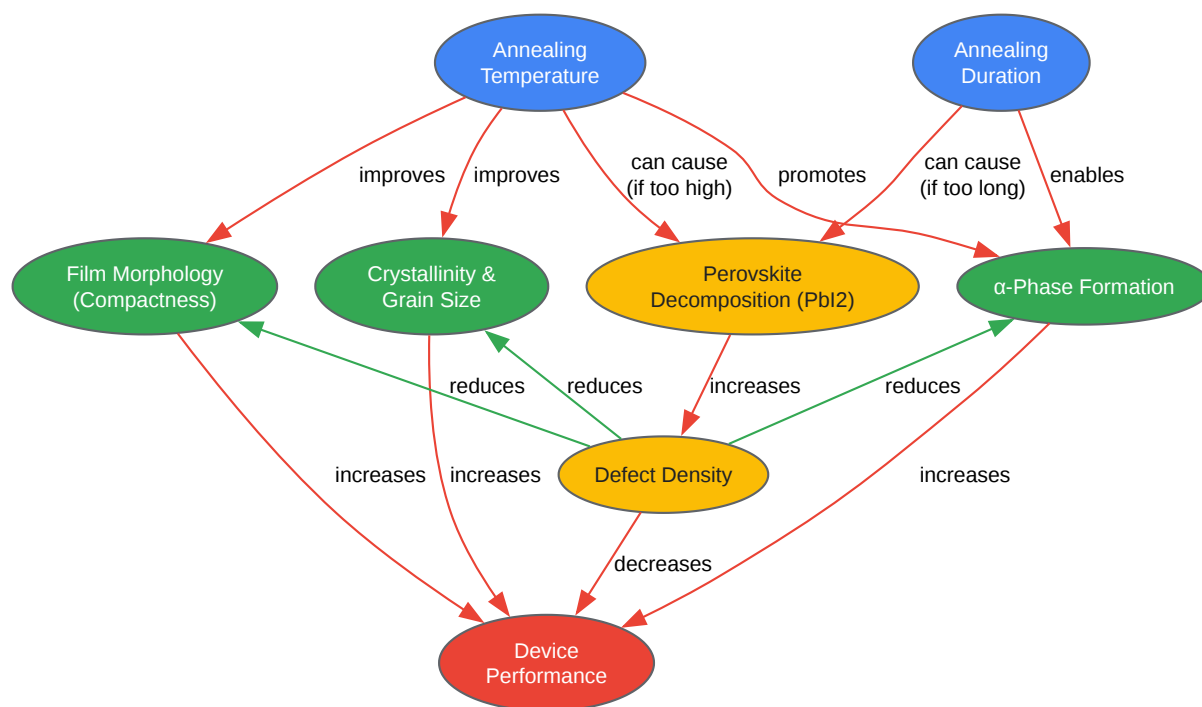 Annealing
Temperature
Annealing
Duration
improves
improves
can cause
(if too high)
promotes
can cause
(if too long)
enables
Film Morphology
(Compactness)
Crystallinity &
Grain Size
Perovskite
Decomposition (PbI2)
α-Phase Formation
reduces
reduces
increases
reduces
increases
increases
Defect Density
increases
decreases
Device
Performance